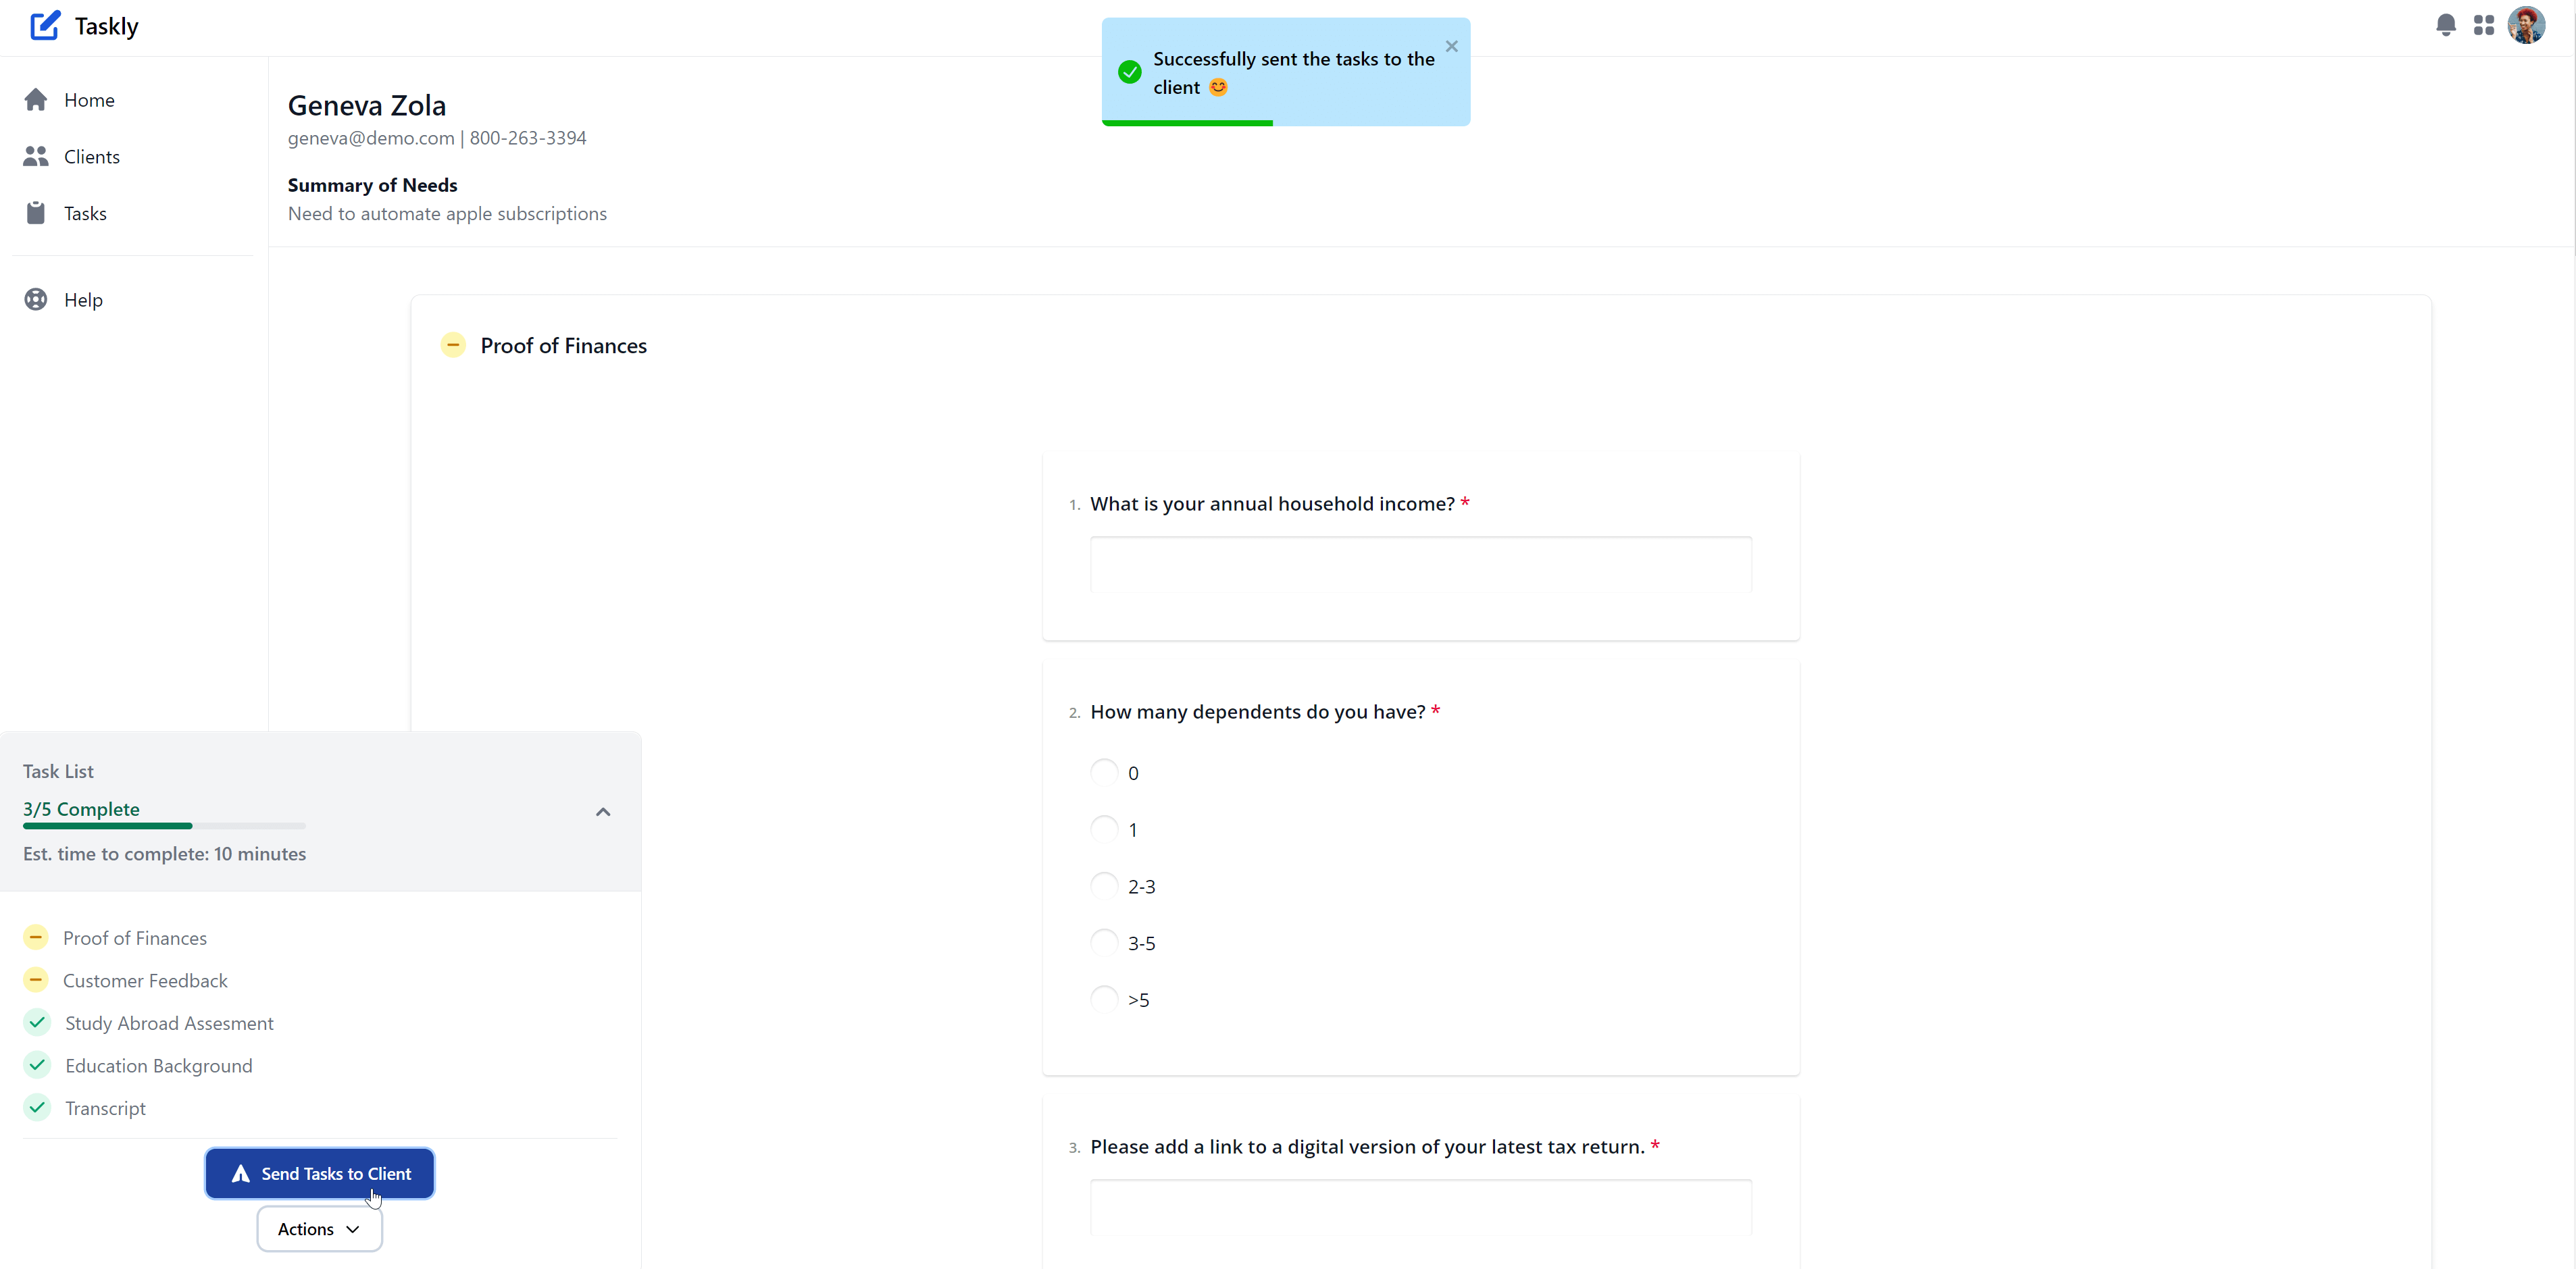 Taskly
Successfully sent the tasks to the
client 😊
Home
Clients
Tasks
Help
Geneva Zola
geneva@demo.com | 800-263-3394
Summary of Needs
Need to automate apple subscriptions
Proof of Finances
1. What is your annual household income? *
2. How many dependents do you have? *
0
1
2-3
3-5
>5
3. Please add a link to a digital version of your latest tax return. *
Task List
3/5 Complete
Est. time to complete: 10 minutes
Proof of Finances
Customer Feedback
Study Abroad Assesment
Education Background
Transcript
Send Tasks to Client
Actions